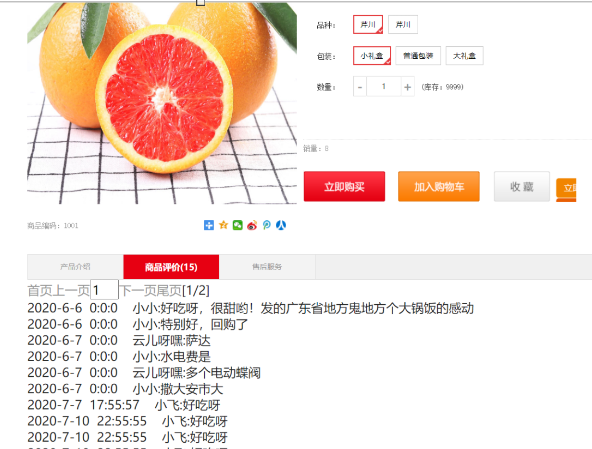 品种： 芹川 芹川
包装： 小礼盒 普通包装 大礼盒
数量： - 1 + (库存：9999)
销量：8
立即购买 加入购物车 收 藏
商品编码：1001
产品介绍 商品评价(15) 售后服务
首页上一页1下一页尾页[1/2]
2020-6-6 0:0:0 小小:好吃呀，很甜哟！发的广东省地方鬼地方个大锅饭的感动
2020-6-6 0:0:0 小小:特别好，回购了
2020-6-7 0:0:0 云儿呀嘿:萨达
2020-6-7 0:0:0 小小:水电费是
2020-6-7 0:0:0 云儿呀嘿:多个电动蝶阀
2020-6-7 0:0:0 小小:撒大安市大
2020-7-7 17:55:57 小飞:好吃呀
2020-7-10 22:55:55 小飞:好吃呀
2020-7-10 22:55:55 小飞:好吃呀